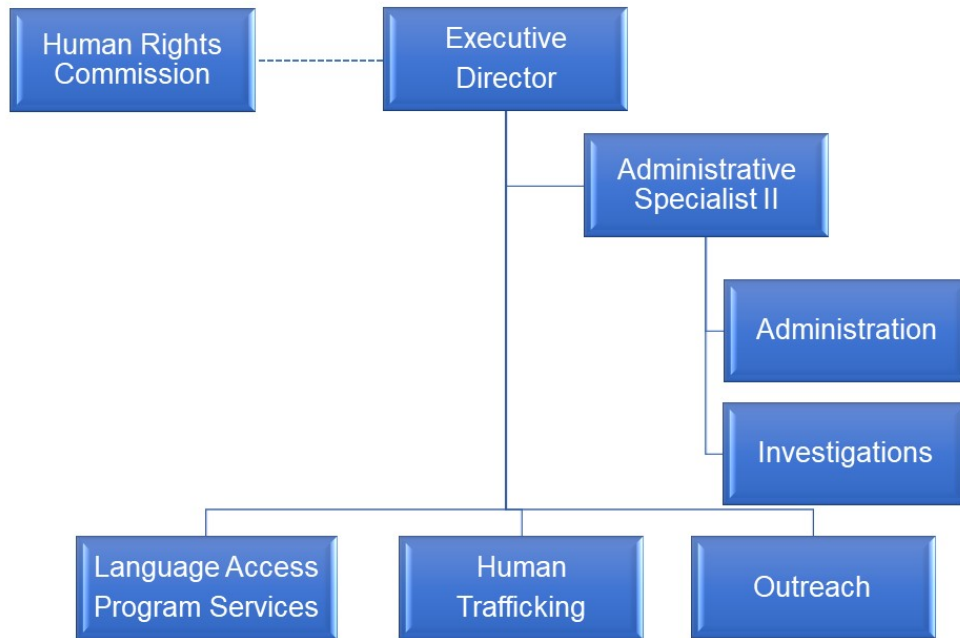 Human Rights
Commission
Executive
Director
Administrative
Specialist II
Administration
Investigations
Language Access
Program Services
Human
Trafficking
Outreach